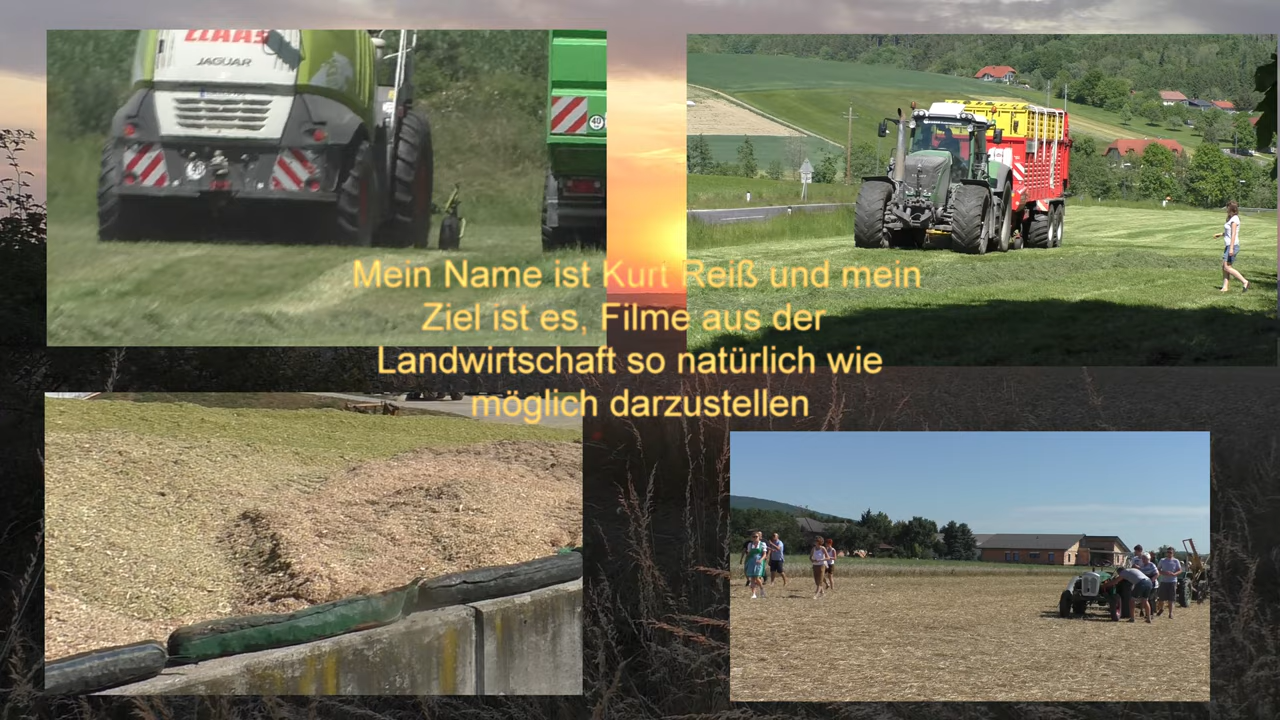 CLAAS
JAGUAR
40
Mein Name ist Kurt Reiß und mein
Ziel ist es, Filme aus der
Landwirtschaft so natürlich wie
möglich darzustellen